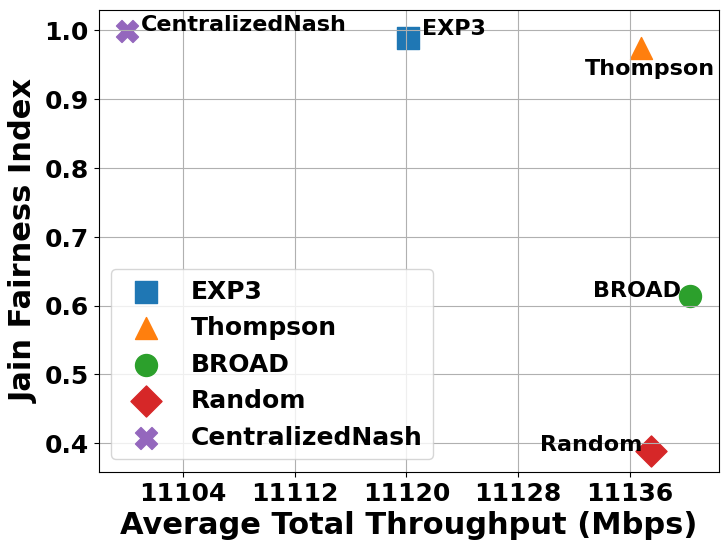 CentralizedNash
EXP3
Thompson
BROAD
Random
1.0
0.9
0.8
0.7
0.6
0.5
0.4
Jain Fairness Index
EXP3
Thompson
BROAD
Random
CentralizedNash
11104 11112 11120 11128 11136
Average Total Throughput (Mbps)